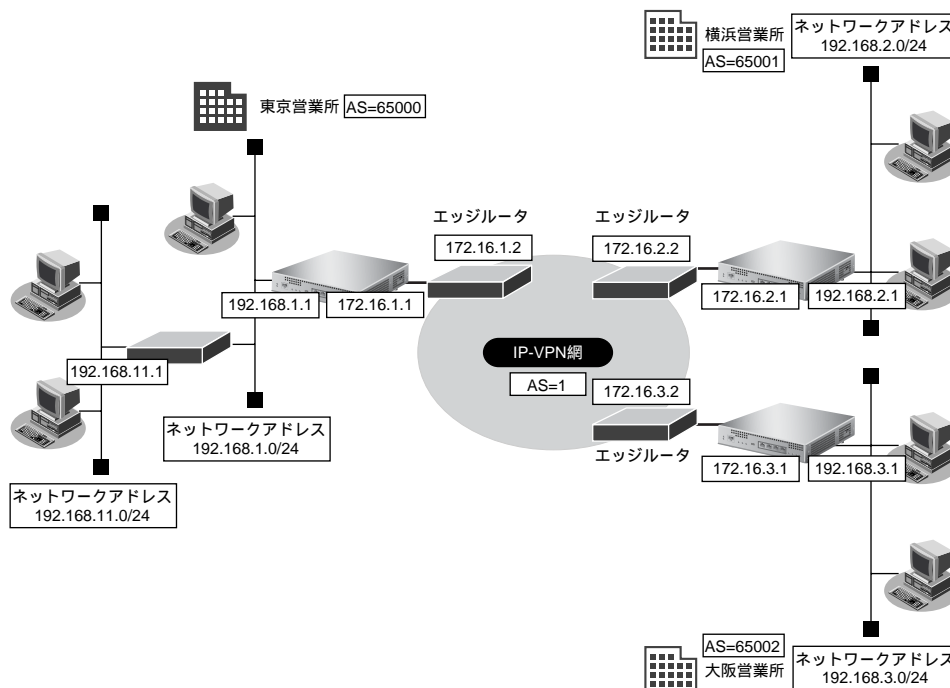 横浜営業所
AS=65001
ネットワークアドレス
192.168.2.0/24
東京営業所 AS=65000
エッジルータ
172.16.1.2
エッジルータ
172.16.2.2
192.168.1.1
172.16.1.1
172.16.2.1
192.168.2.1
IP-VPN網
AS=1
192.168.11.1
172.16.3.2
ネットワークアドレス
192.168.1.0/24
エッジルータ
172.16.3.1
192.168.3.1
ネットワークアドレス
192.168.11.0/24
AS=65002
大阪営業所
ネットワークアドレス
192.168.3.0/24